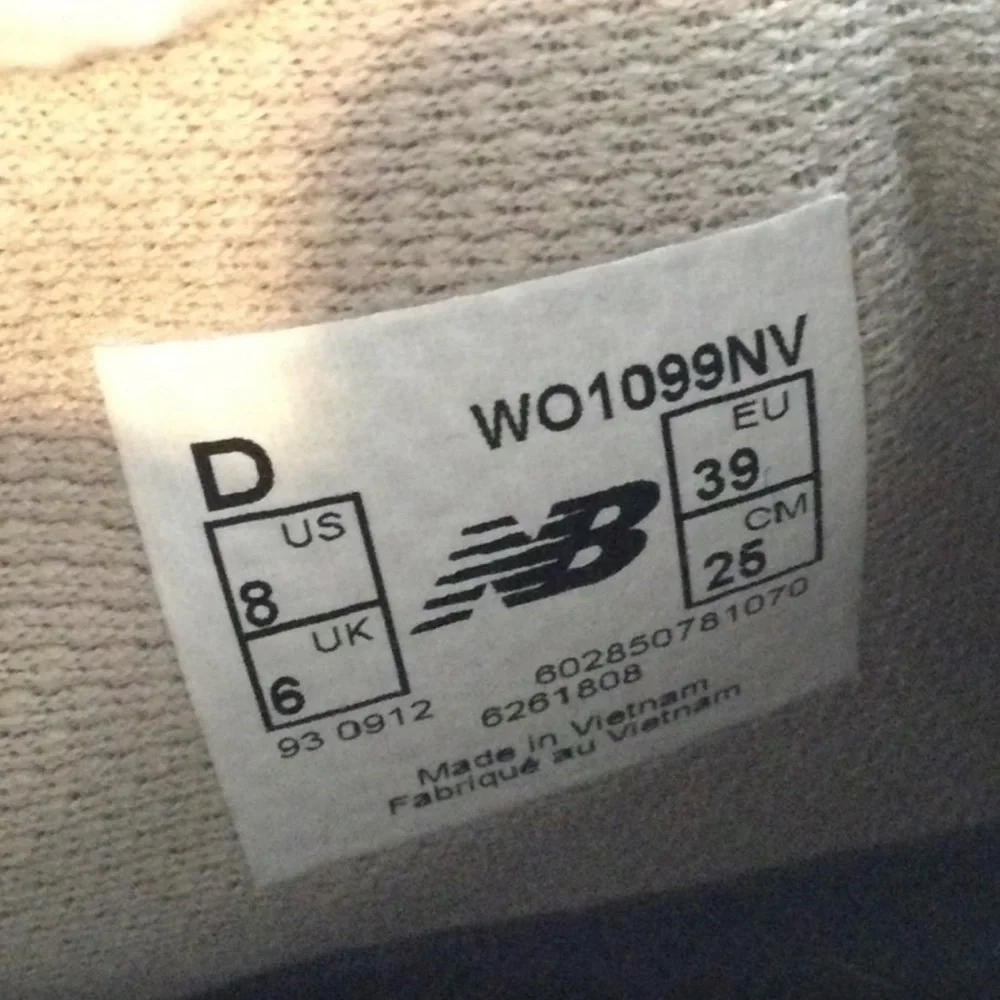 WO1099NV
D
US
8
UK
6
NB
EU
39
CM
25
93 0912
602850781070
6261808
Made in Vietnam
Fabriqué au Vietnam